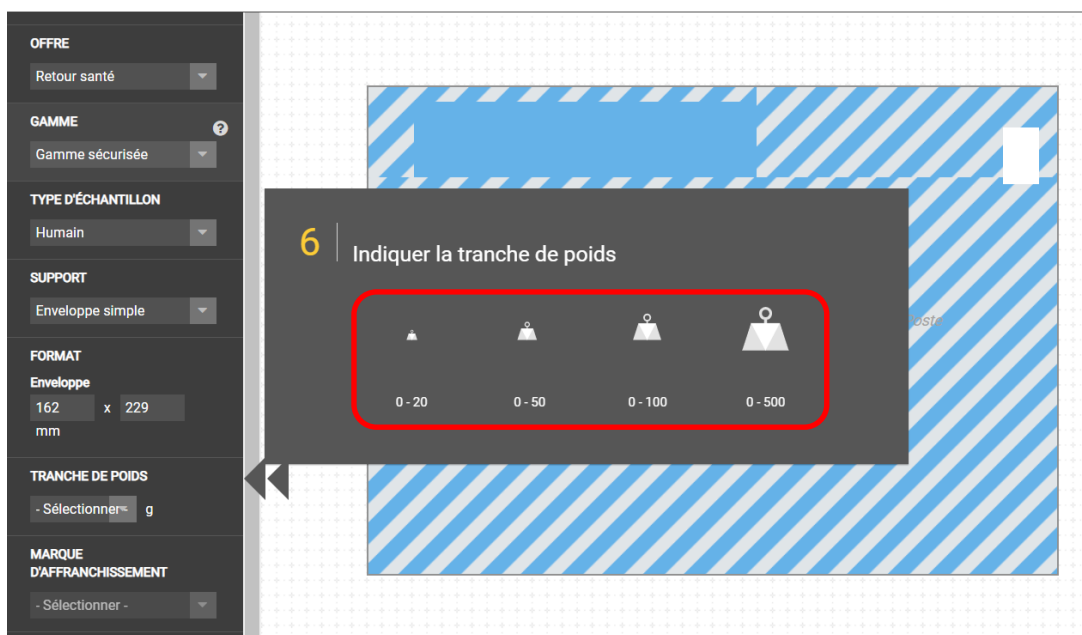 OFFRE
Retour santé
GAMME
?
Gamme sécurisée
TYPE D'ÉCHANTILLON
Humain
SUPPORT
Enveloppe simple
FORMAT
Enveloppe
162 x 229
mm
TRANCHE DE POIDS
- Sélectionner g
MARQUE
D'AFFRANCHISSEMENT
- Sélectionner -
6 Indiquer la tranche de poids
0 - 20 0 - 50 0 - 100 0 - 500